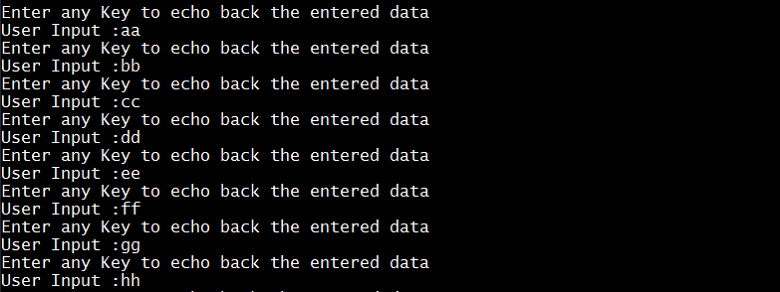 Enter any Key to echo back the entered data
User Input :aa
Enter any Key to echo back the entered data
User Input :bb
Enter any Key to echo back the entered data
User Input :cc
Enter any Key to echo back the entered data
User Input :dd
Enter any Key to echo back the entered data
User Input :ee
Enter any Key to echo back the entered data
User Input :ff
Enter any Key to echo back the entered data
User Input :gg
Enter any Key to echo back the entered data
User Input :hh